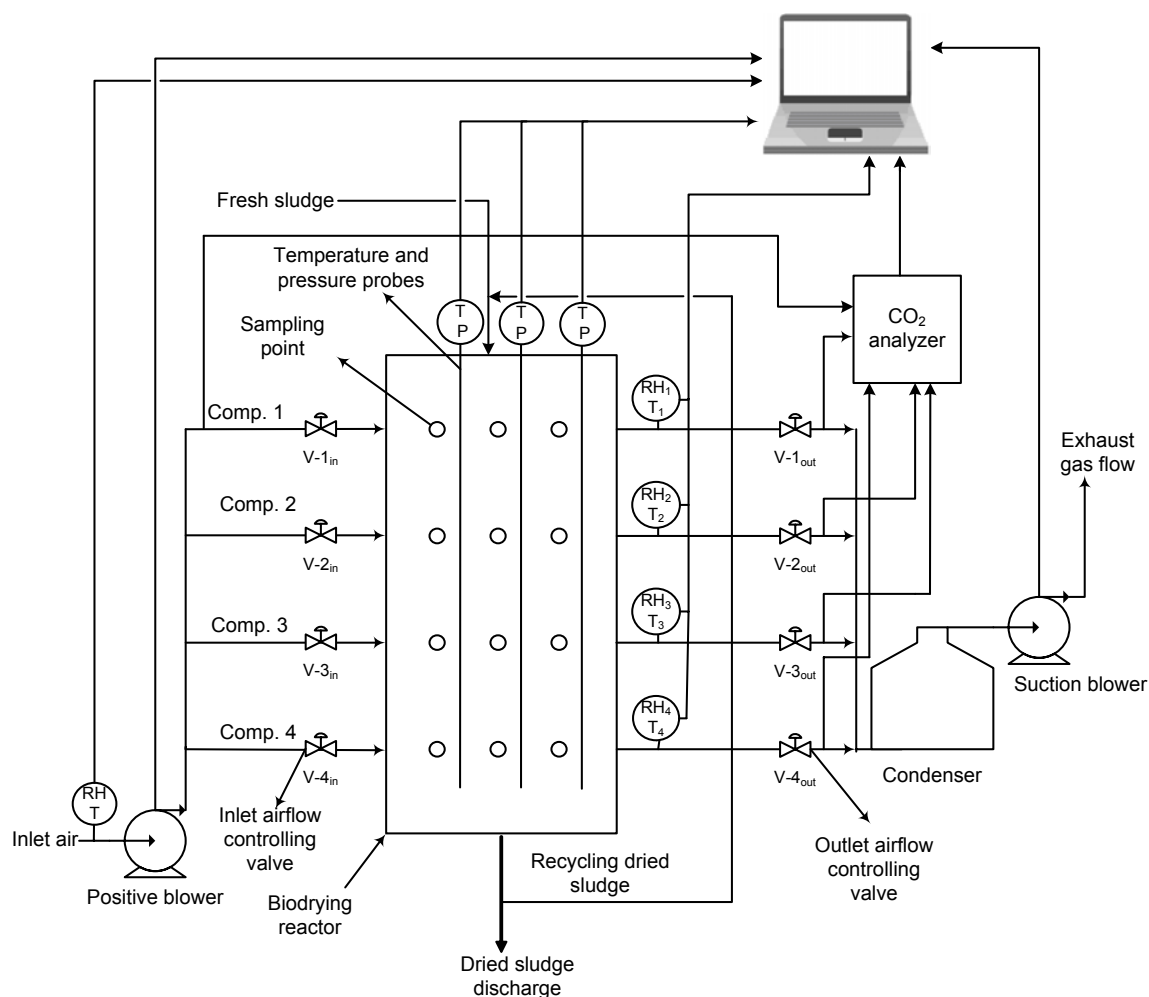 Fresh sludge
Temperature and
pressure probes
Sampling
point
T
P
T
P
T
P
CO₂
analyzer
Comp. 1
V-1in
RH₁
T₁
V-1out
Exhaust
gas flow
Comp. 2
V-2in
RH₂
T₂
V-2out
Comp. 3
V-3in
RH₃
T₃
V-3out
Suction blower
Comp. 4
V-4in
RH₄
T₄
V-4out
Condenser
RH
T
Inlet air
Positive blower
Inlet airflow
controlling
valve
Biodrying
reactor
Recycling dried
sludge
Outlet airflow
controlling
valve
Dried sludge
discharge